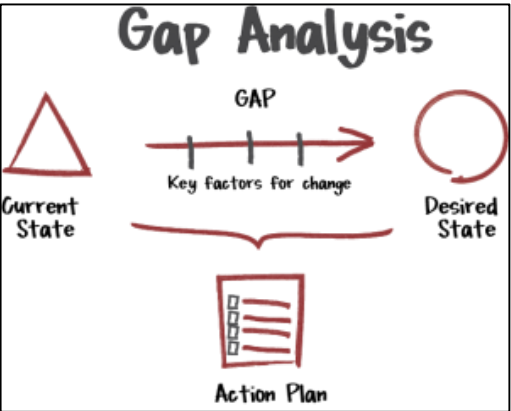 Gap Analysis
GAP
Key factors for change
Current
State
Desired
State
Action Plan